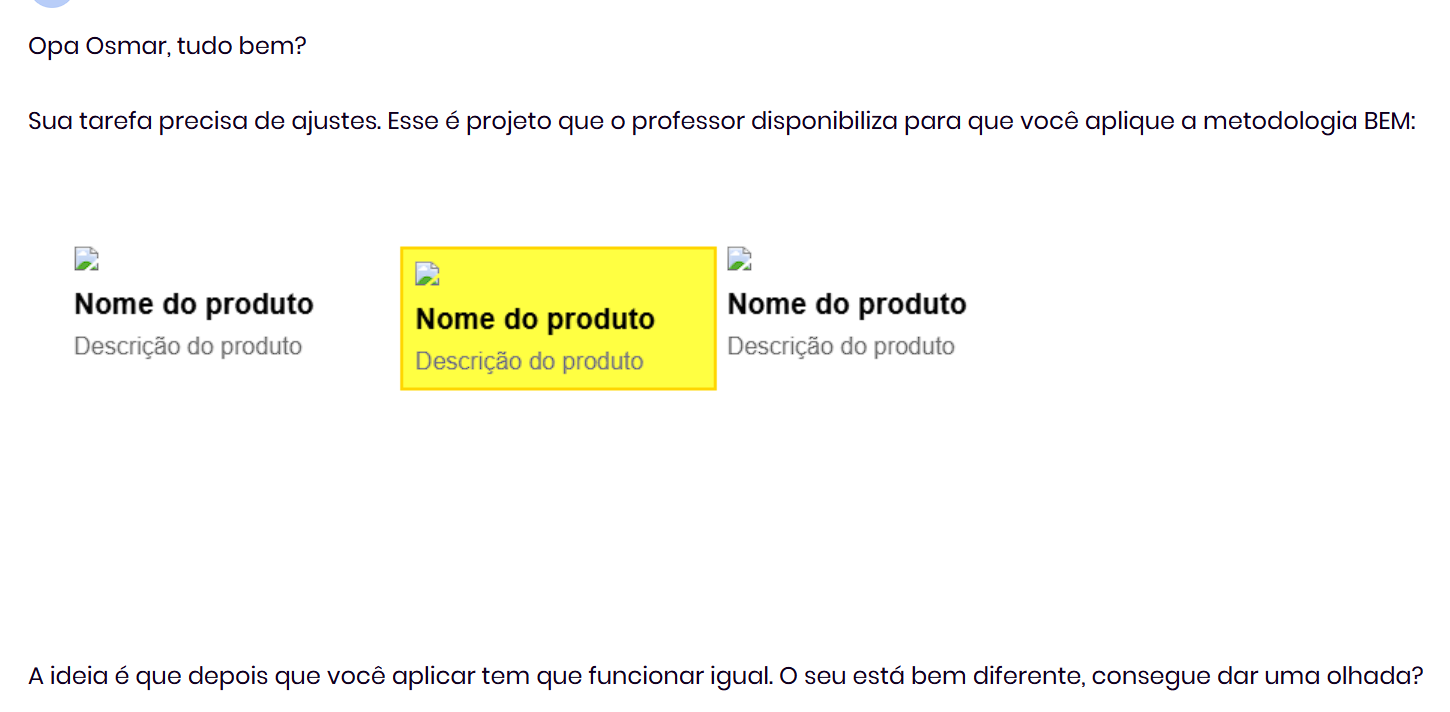 Opa Osmar, tudo bem?
Sua tarefa precisa de ajustes. Esse é projeto que o professor disponibiliza para que você aplique a metodologia BEM:
Nome do produto
Descrição do produto
Nome do produto
Descrição do produto
Nome do produto
Descrição do produto
A ideia é que depois que você aplicar tem que funcionar igual. O seu está bem diferente, consegue dar uma olhada?